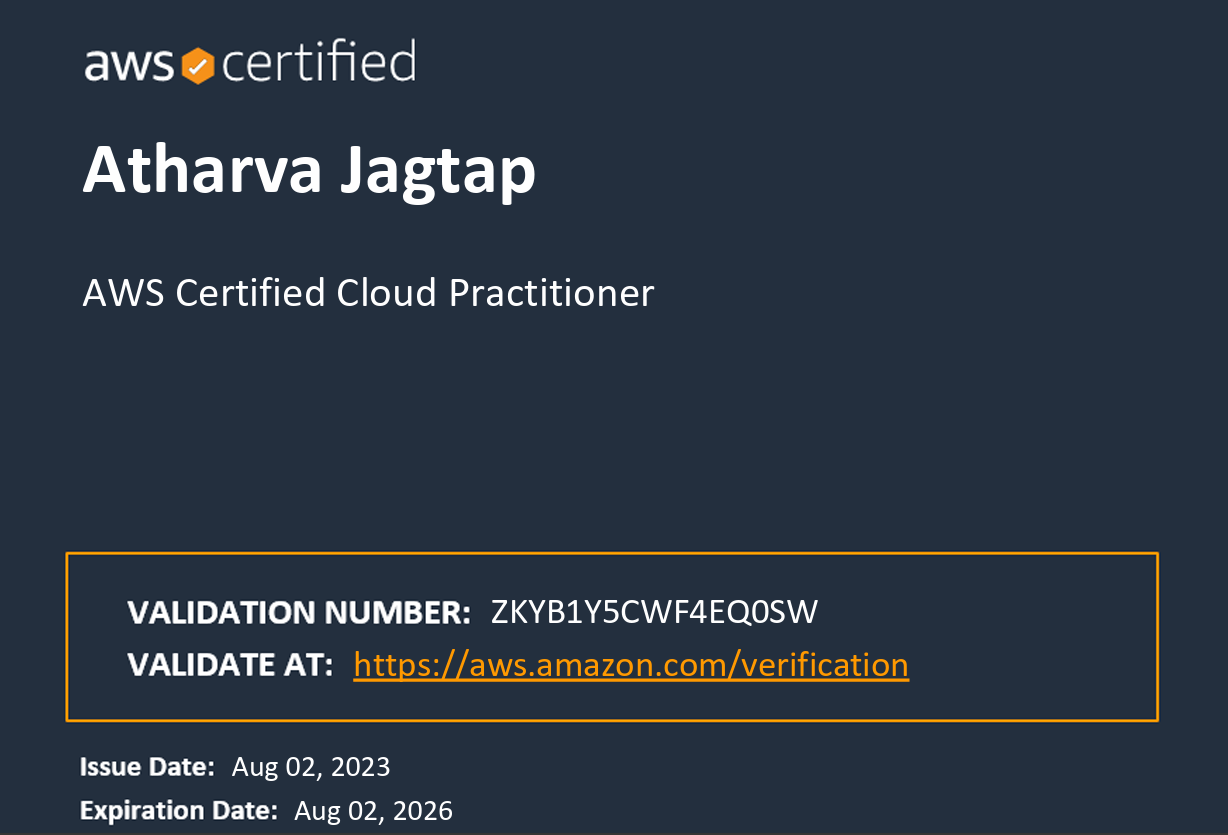 aws certified
Atharva Jagtap
AWS Certified Cloud Practitioner
VALIDATION NUMBER: ZKYB1Y5CWF4EQ0SW
VALIDATE AT: https://aws.amazon.com/verification
Issue Date: Aug 02, 2023
Expiration Date: Aug 02, 2026